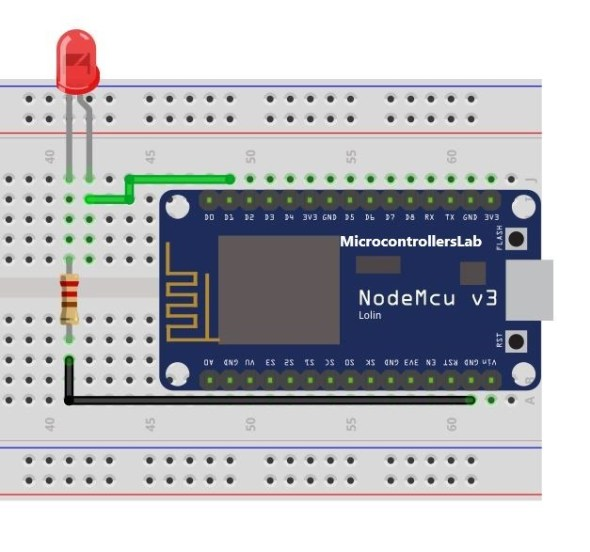 40 45 50 55 60
J
I
D0 D1 D2 D3 D4 3V3 GND D5 D6 D7 D8 RX TX GND 3V3
FLASH
MicrocontrollersLab
NodeMcu v3
Lolin
RST
A0 GND VU S3 S2 S1 SC S0 SK GND 3V3 EN RST GND Vin
B
A
40 45 50 55 60